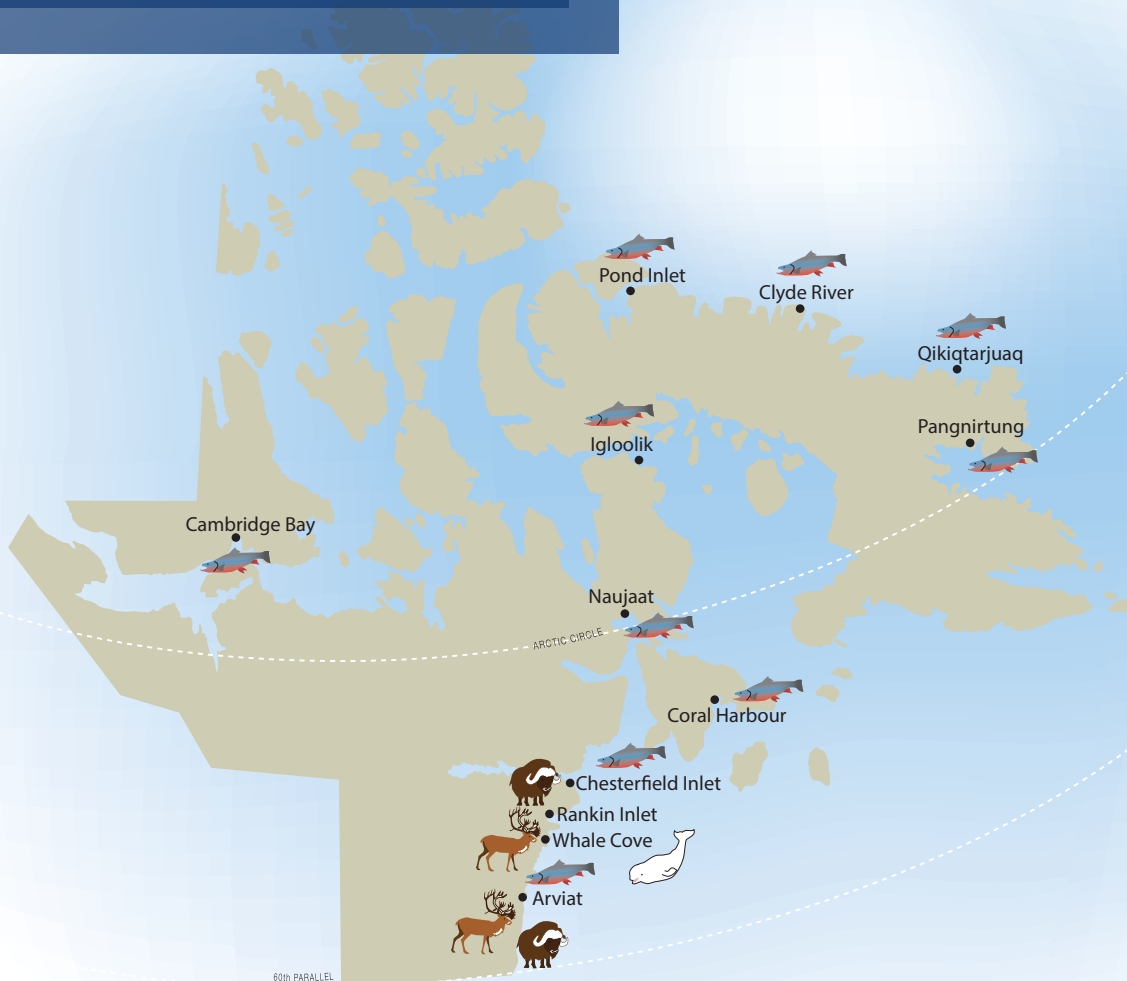 Pond Inlet
Clyde River
Qikiqtarjuaq
Pangnirtung
Igloolik
Cambridge Bay
Naujaat
ARCTIC CIRCLE
Coral Harbour
Chesterfield Inlet
Rankin Inlet
Whale Cove
Arviat
60th PARALLEL